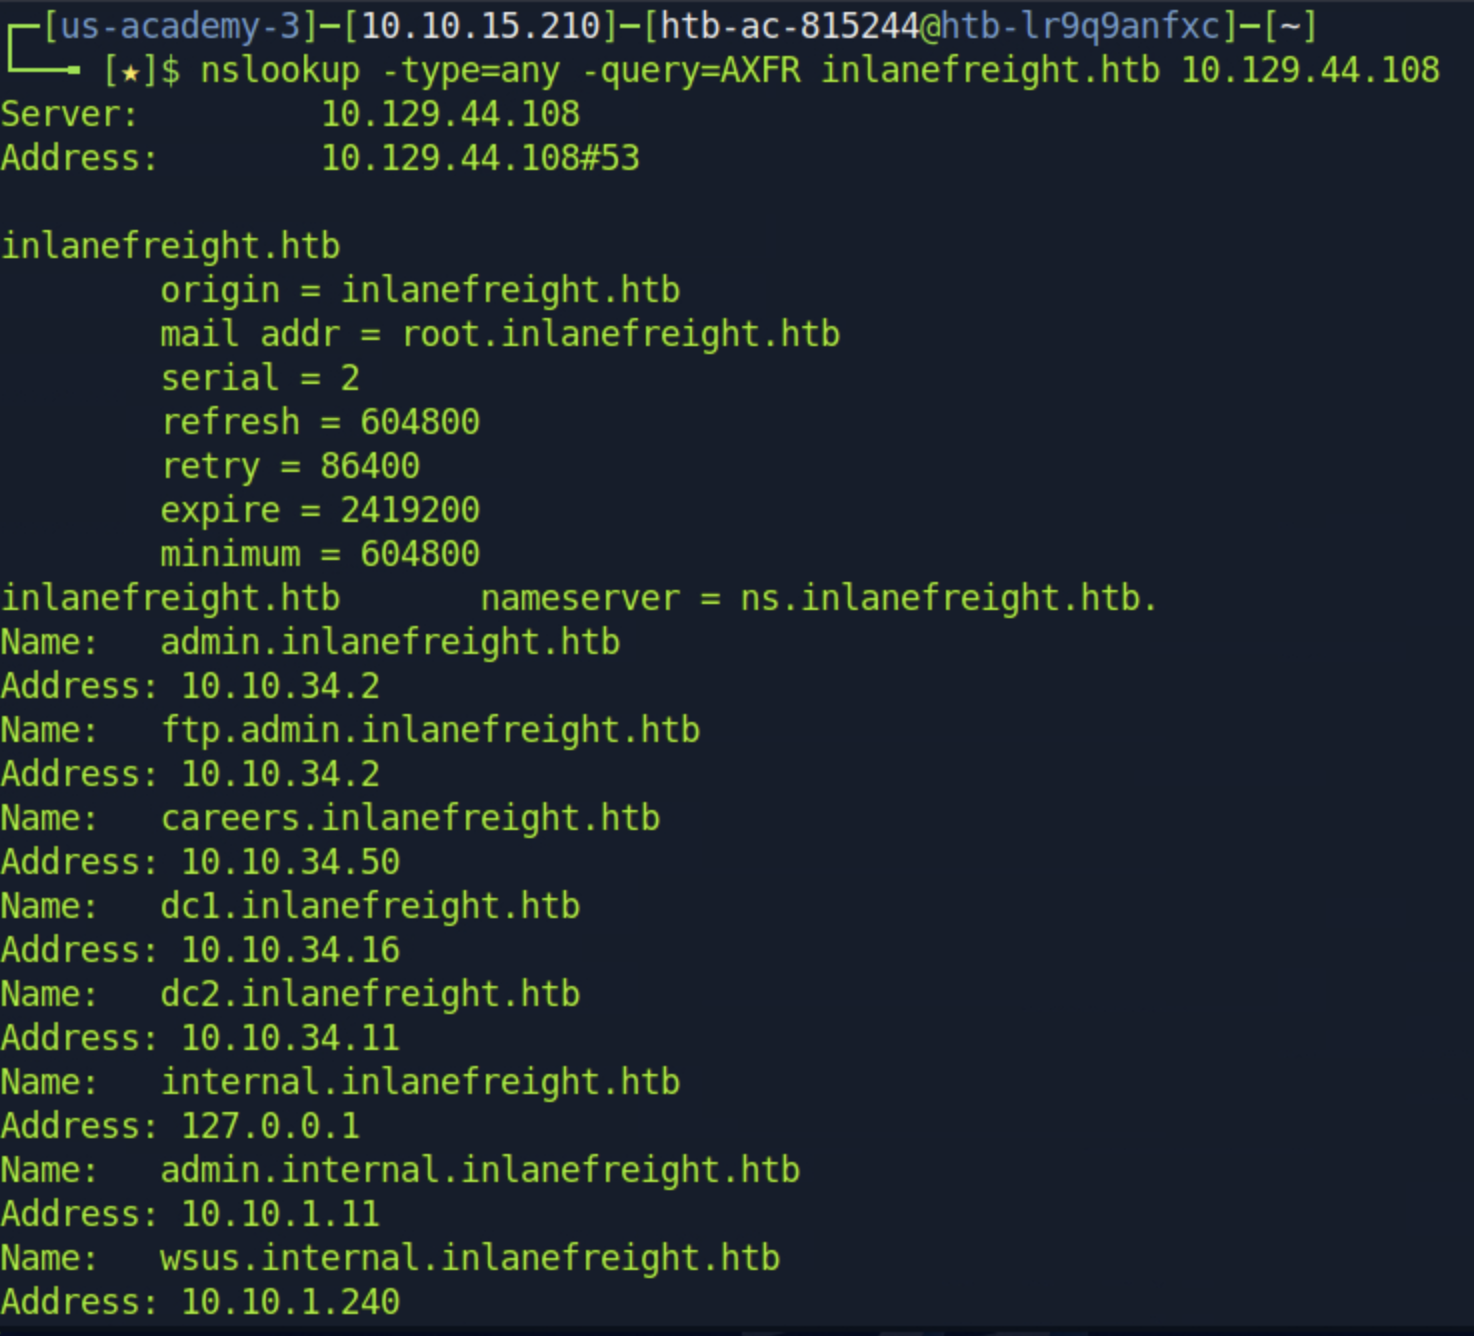 ┌─[us-academy-3]─[10.10.15.210]─[htb-ac-815244@htb-lr9q9anfxc]─[~]
└──╼ [★]$ nslookup -type=any -query=AXFR inlanefreight.htb 10.129.44.108
Server:         10.129.44.108
Address:        10.129.44.108#53

inlanefreight.htb
        origin = inlanefreight.htb
        mail addr = root.inlanefreight.htb
        serial = 2
        refresh = 604800
        retry = 86400
        expire = 2419200
        minimum = 604800
inlanefreight.htb       nameserver = ns.inlanefreight.htb.
Name:   admin.inlanefreight.htb
Address: 10.10.34.2
Name:   ftp.admin.inlanefreight.htb
Address: 10.10.34.2
Name:   careers.inlanefreight.htb
Address: 10.10.34.50
Name:   dc1.inlanefreight.htb
Address: 10.10.34.16
Name:   dc2.inlanefreight.htb
Address: 10.10.34.11
Name:   internal.inlanefreight.htb
Address: 127.0.0.1
Name:   admin.internal.inlanefreight.htb
Address: 10.10.1.11
Name:   wsus.internal.inlanefreight.htb
Address: 10.10.1.240